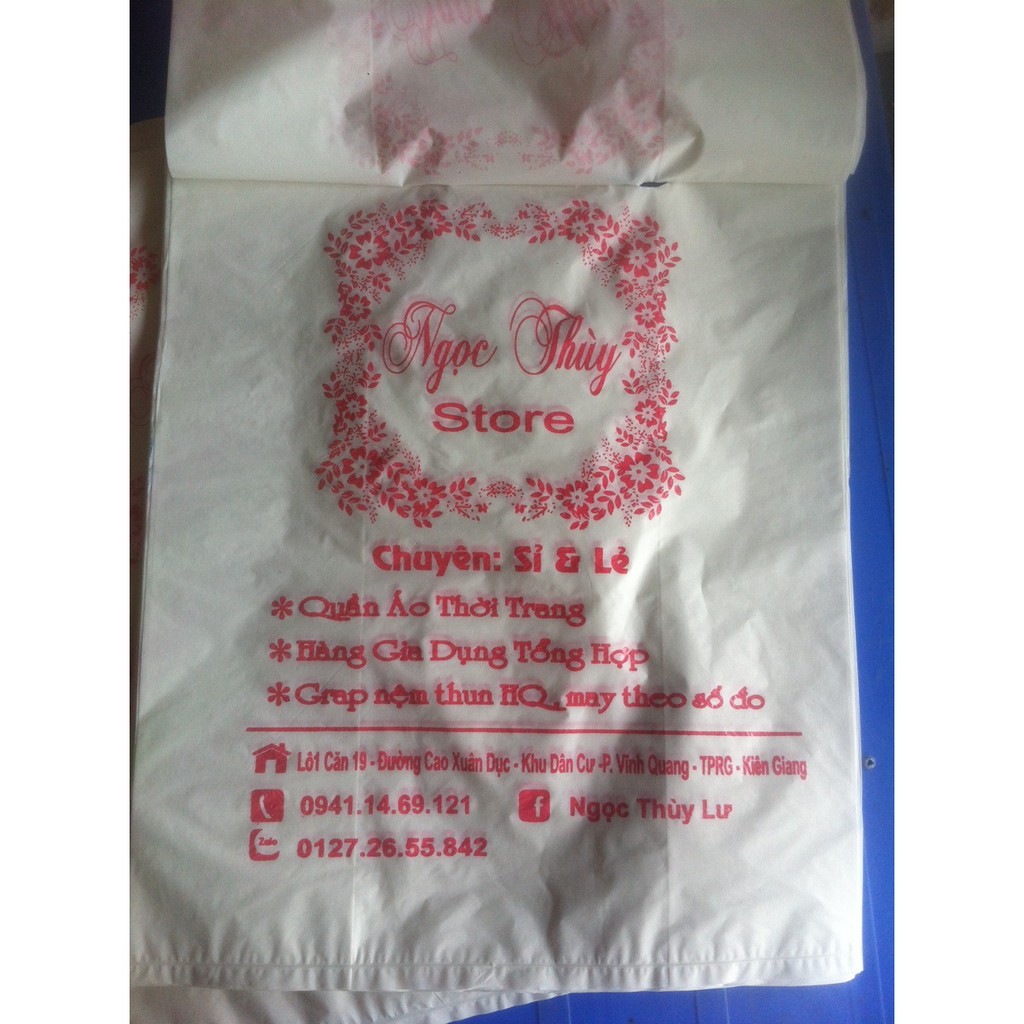 Ngọc Thùy
Store
Chuyên: Sỉ & Lẻ
* Quần Áo Thời Trang
* Hàng Gia Dụng Tổng Hợp
* Grap nệm thun HQ, may theo số đo
Lô1 Căn 19 - Đường Cao Xuân Dục - Khu Dân Cư -P. Vĩnh Quang - TPRG - Kiên Giang
0941.14.69.121 f Ngọc Thùy Lư
Zalo 0127.26.55.842